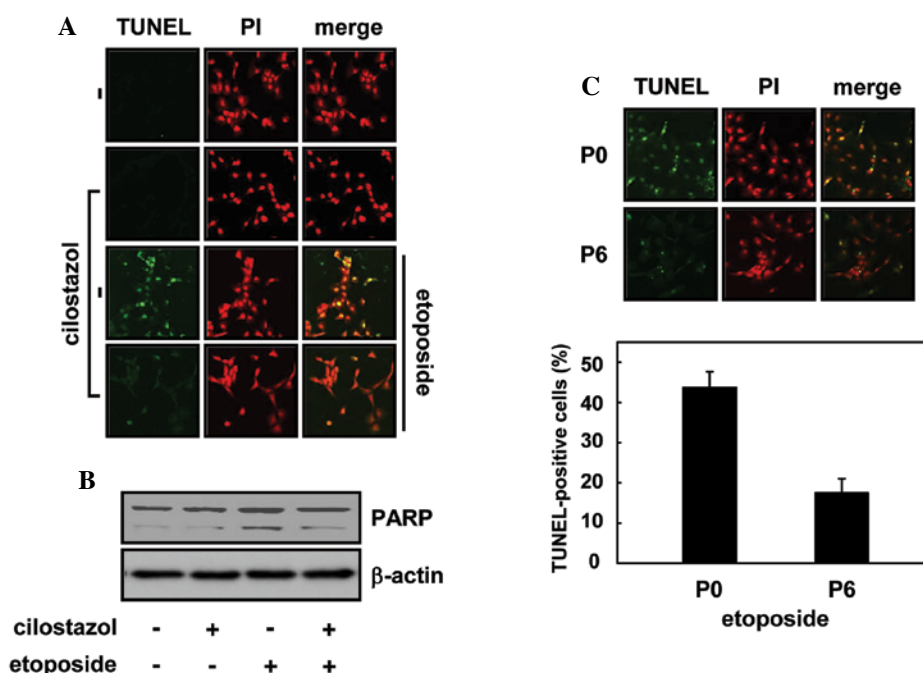 A
TUNEL PI merge
-
cilostazol
-
etoposide
B
PARP
β-actin
cilostazol - + - +
etoposide - - + +
C
TUNEL PI merge
P0
P6
TUNEL-positive cells (%)
50
40
30
20
10
0
P0 P6
etoposide